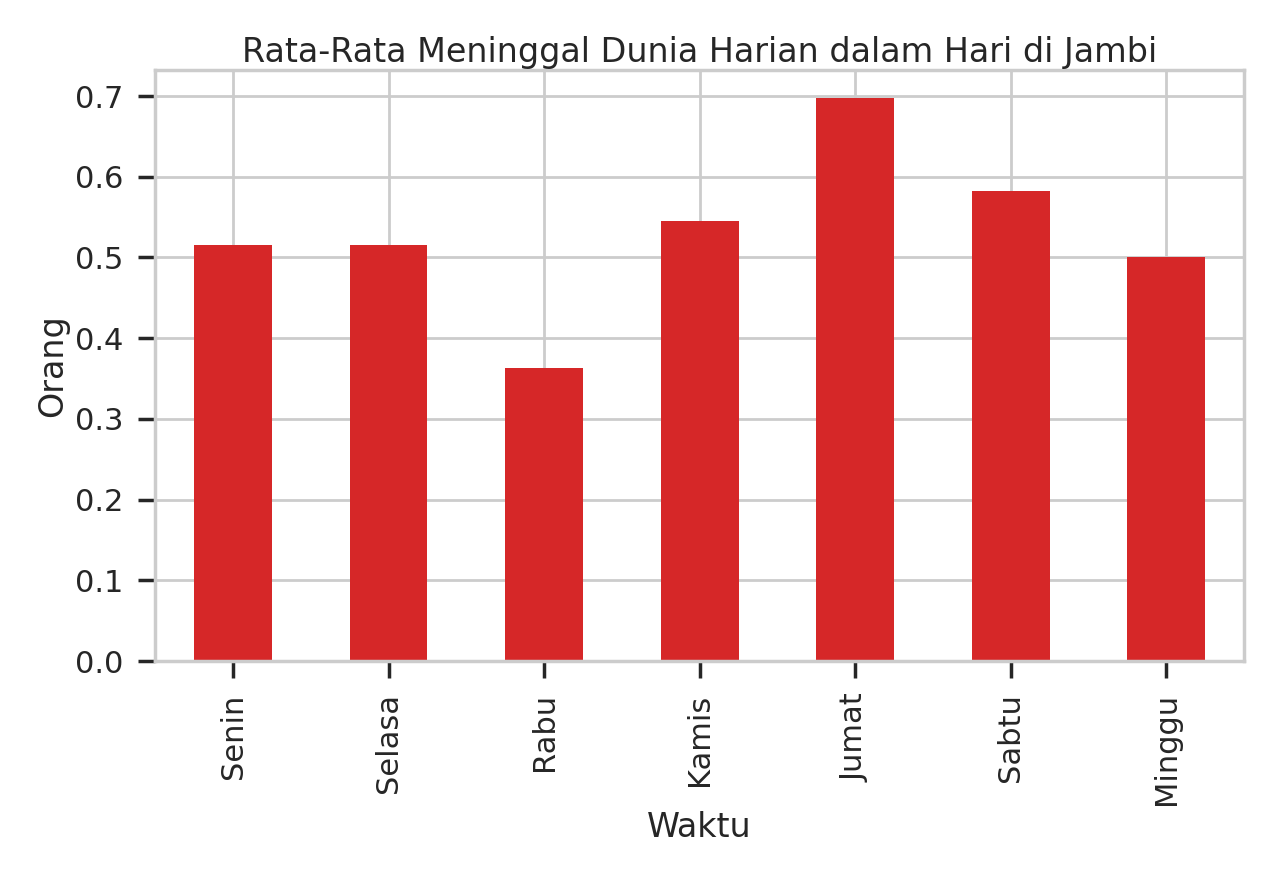 Rata-Rata Meninggal Dunia Harian dalam Hari di Jambi
0.7
0.6
0.5
0.4
0.3
0.2
0.1
0.0
Orang
Senin
Selasa
Rabu
Kamis
Jumat
Sabtu
Minggu
Waktu